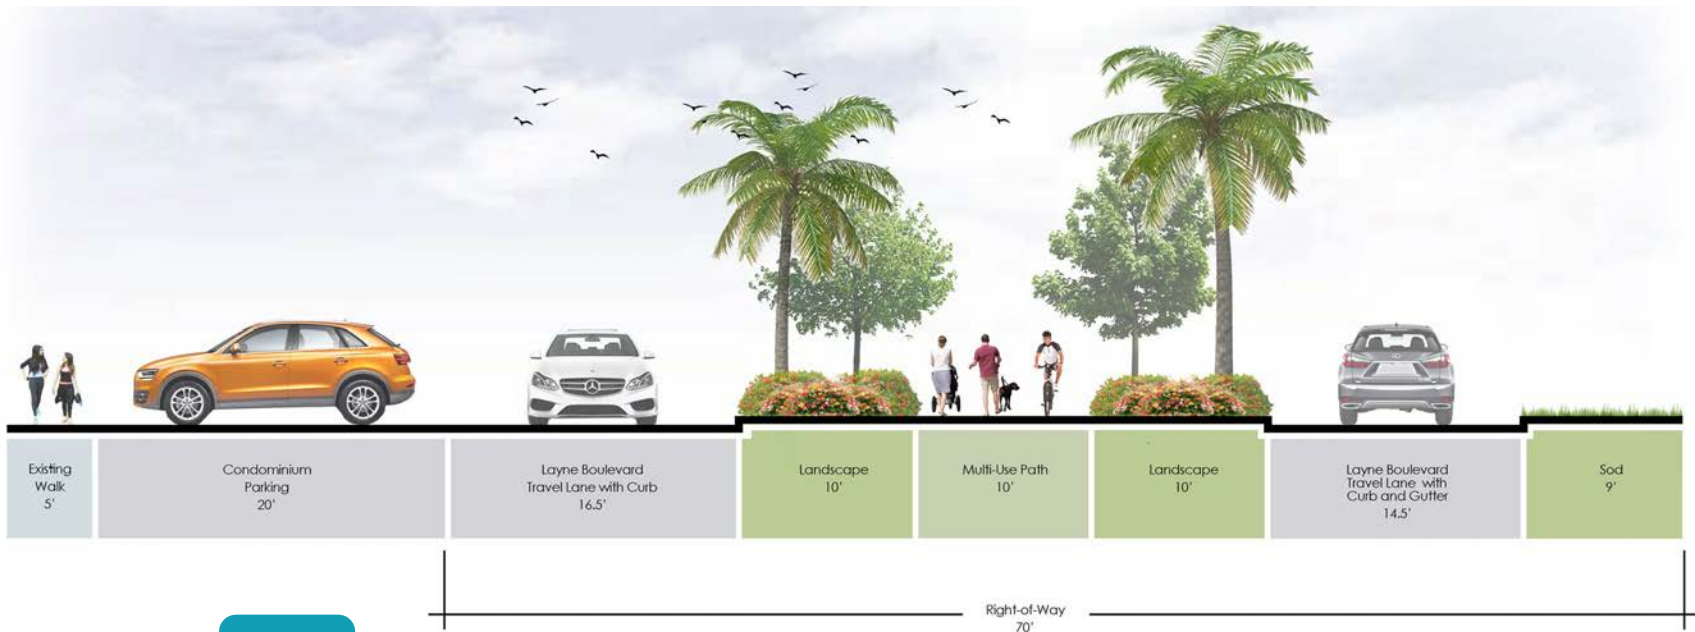 Existing
Walk
5'
Condominium
Parking
20'
Layne Boulevard
Travel Lane with Curb
16.5'
Landscape
10'
Multi-Use Path
10'
Landscape
10'
Layne Boulevard
Travel Lane with
Curb and Gutter
14.5'
Sod
9'
Right-of-Way
70'